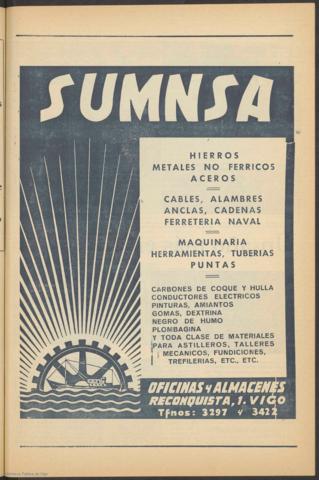 SUMNSA
HIERROS
METALES NO FERRICOS
ACEROS
CABLES, ALAMBRES
ANCLAS, CADENAS
FERRETERIA NAVAL
MAQUINARIA
HERRAMIENTAS, TUBERIAS
PUNTAS
CARBONES DE COQUE Y HULLA
CONDUCTORES ELECTRICOS
PINTURAS, AMIANTOS
GOMAS, DEXTRINA
NEGRO DE HUMO
PLOMBAGINA
Y TODA CLASE DE MATERIALES
PARA ASTILLEROS, TALLERES
MECANICOS, FUNDICIONES,
TREFILERIAS, ETC., ETC.
OFICINAS Y ALMACENES
RECONQUISTA, 1. VIGO
Tfnos: 3297 y 3422